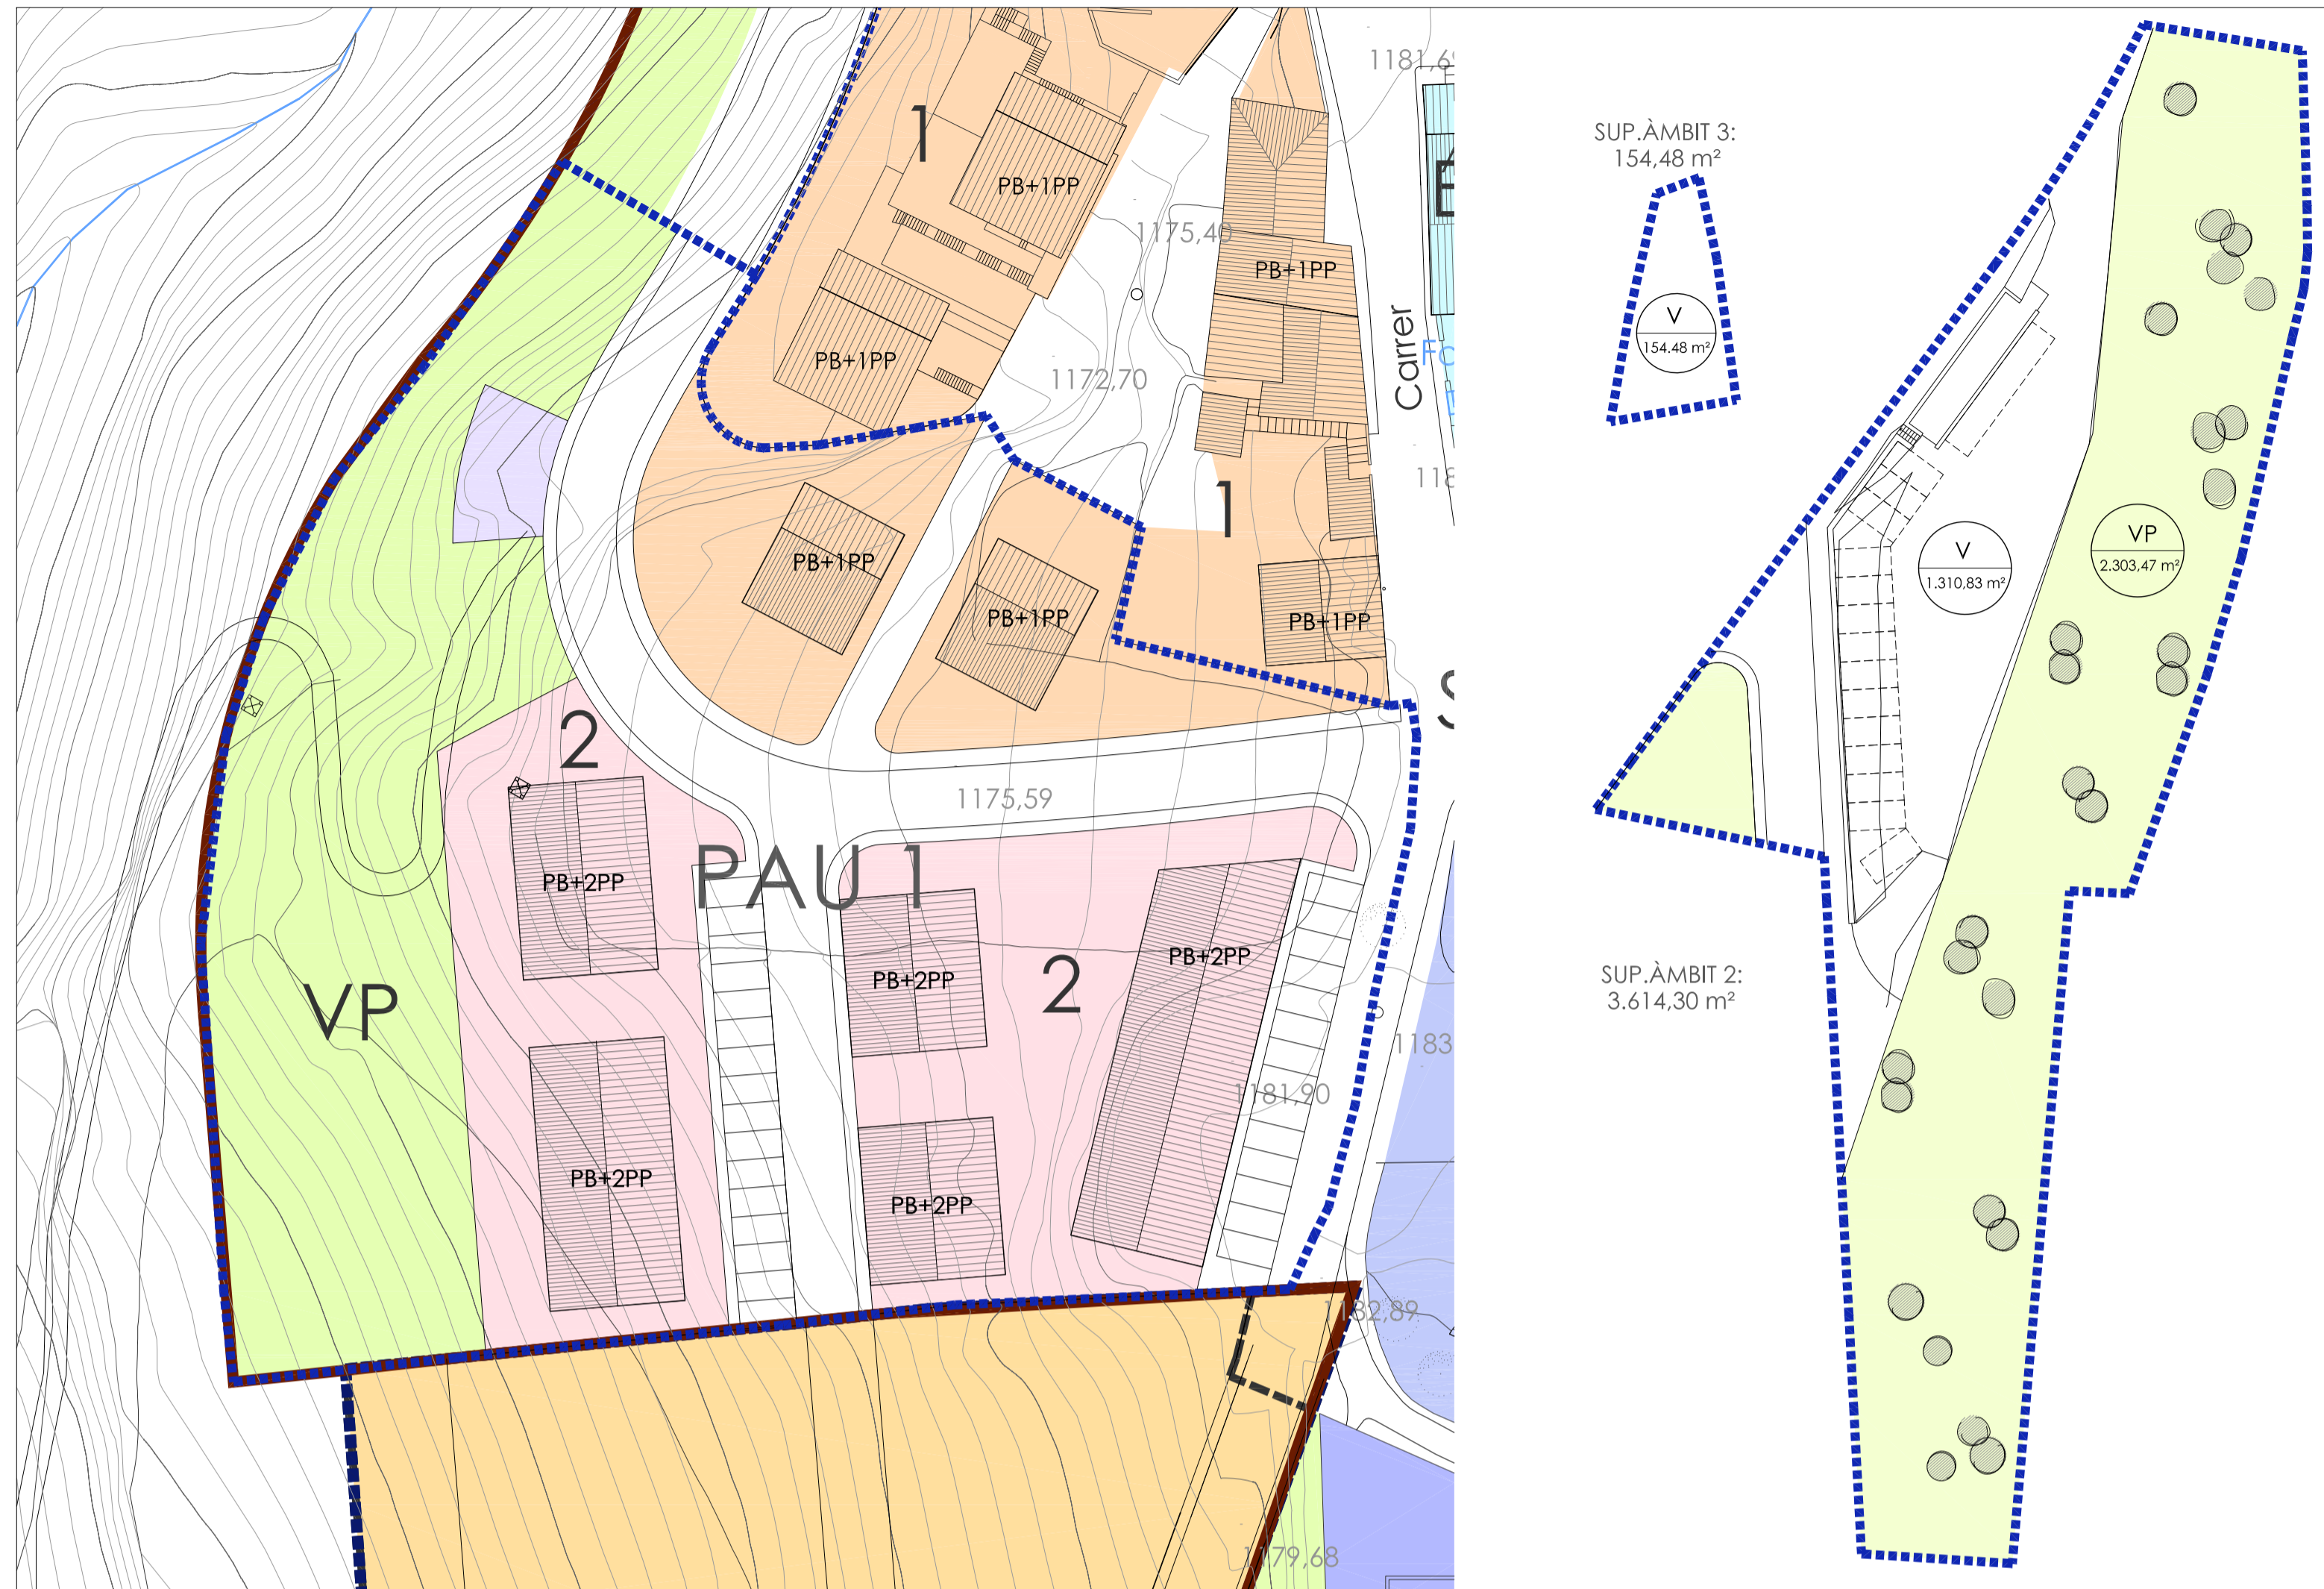 1181,6
SUP.ÀMBIT 3:
154,48 m²
1
PB+1PP
1175,40
PB+1PP
V
154.48 m²
PB+1PP
Carrer
1172,70
118
1
PB+1PP
PB+1PP
PB+1PP
V
1.310,83 m²
VP
2.303,47 m²
2
1175,59
PAU 1
PB+2PP
PB+2PP
2
PB+2PP
VP
SUP.ÀMBIT 2:
3.614,30 m²
1183
1181,90
PB+2PP
PB+2PP
1182,89
1179,68